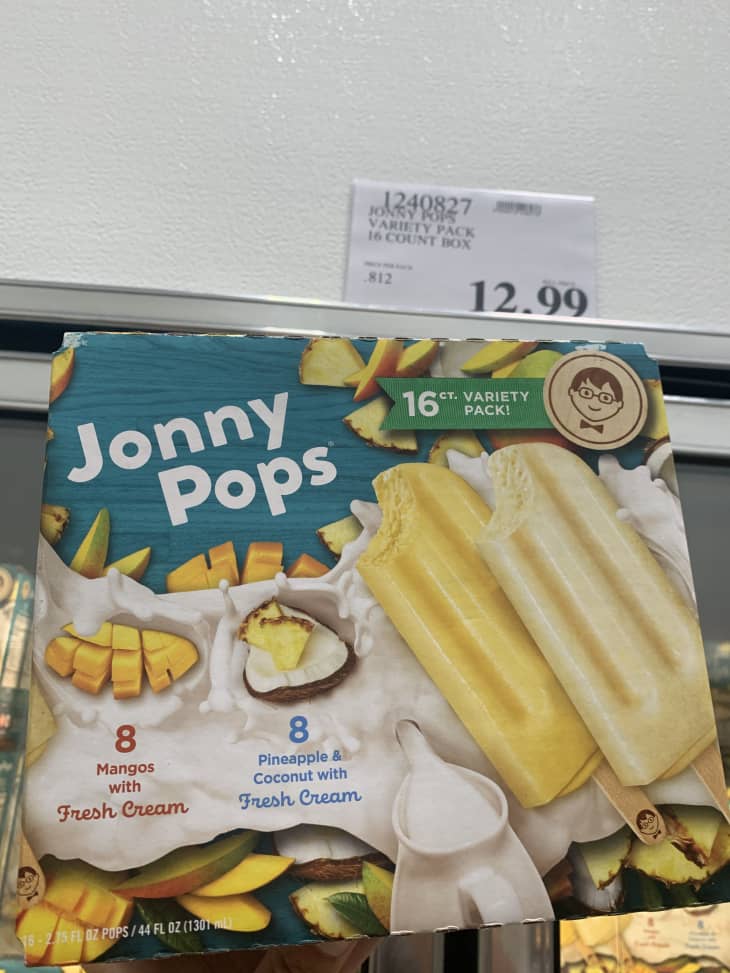 1240827
JONNY POPS
VARIETY PACK
16 COUNT BOX
.812
12.99
Jonny
Pops
16 CT. VARIETY
PACK!
8
Mangos
with
Fresh Cream
8
Pineapple &
Coconut with
Fresh Cream
16 - 2.75 FL OZ POPS / 44 FL OZ (1301 mL)